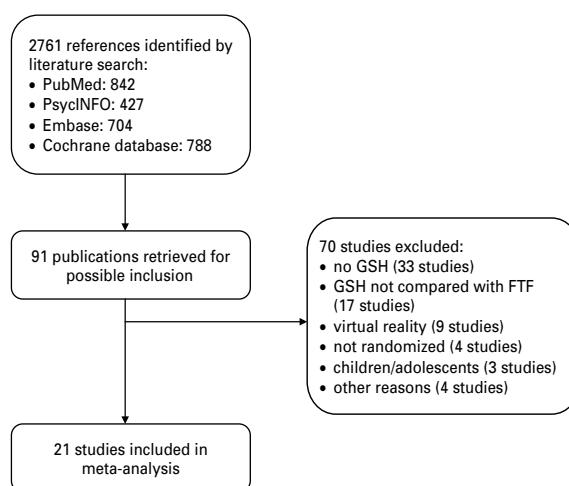 2761 references identified by
literature search:
• PubMed: 842
• PsycINFO: 427
• Embase: 704
• Cochrane database: 788
91 publications retrieved for
possible inclusion
70 studies excluded:
• no GSH (33 studies)
• GSH not compared with FTF
(17 studies)
• virtual reality (9 studies)
• not randomized (4 studies)
• children/adolescents (3 studies)
• other reasons (4 studies)
21 studies included in
meta-analysis